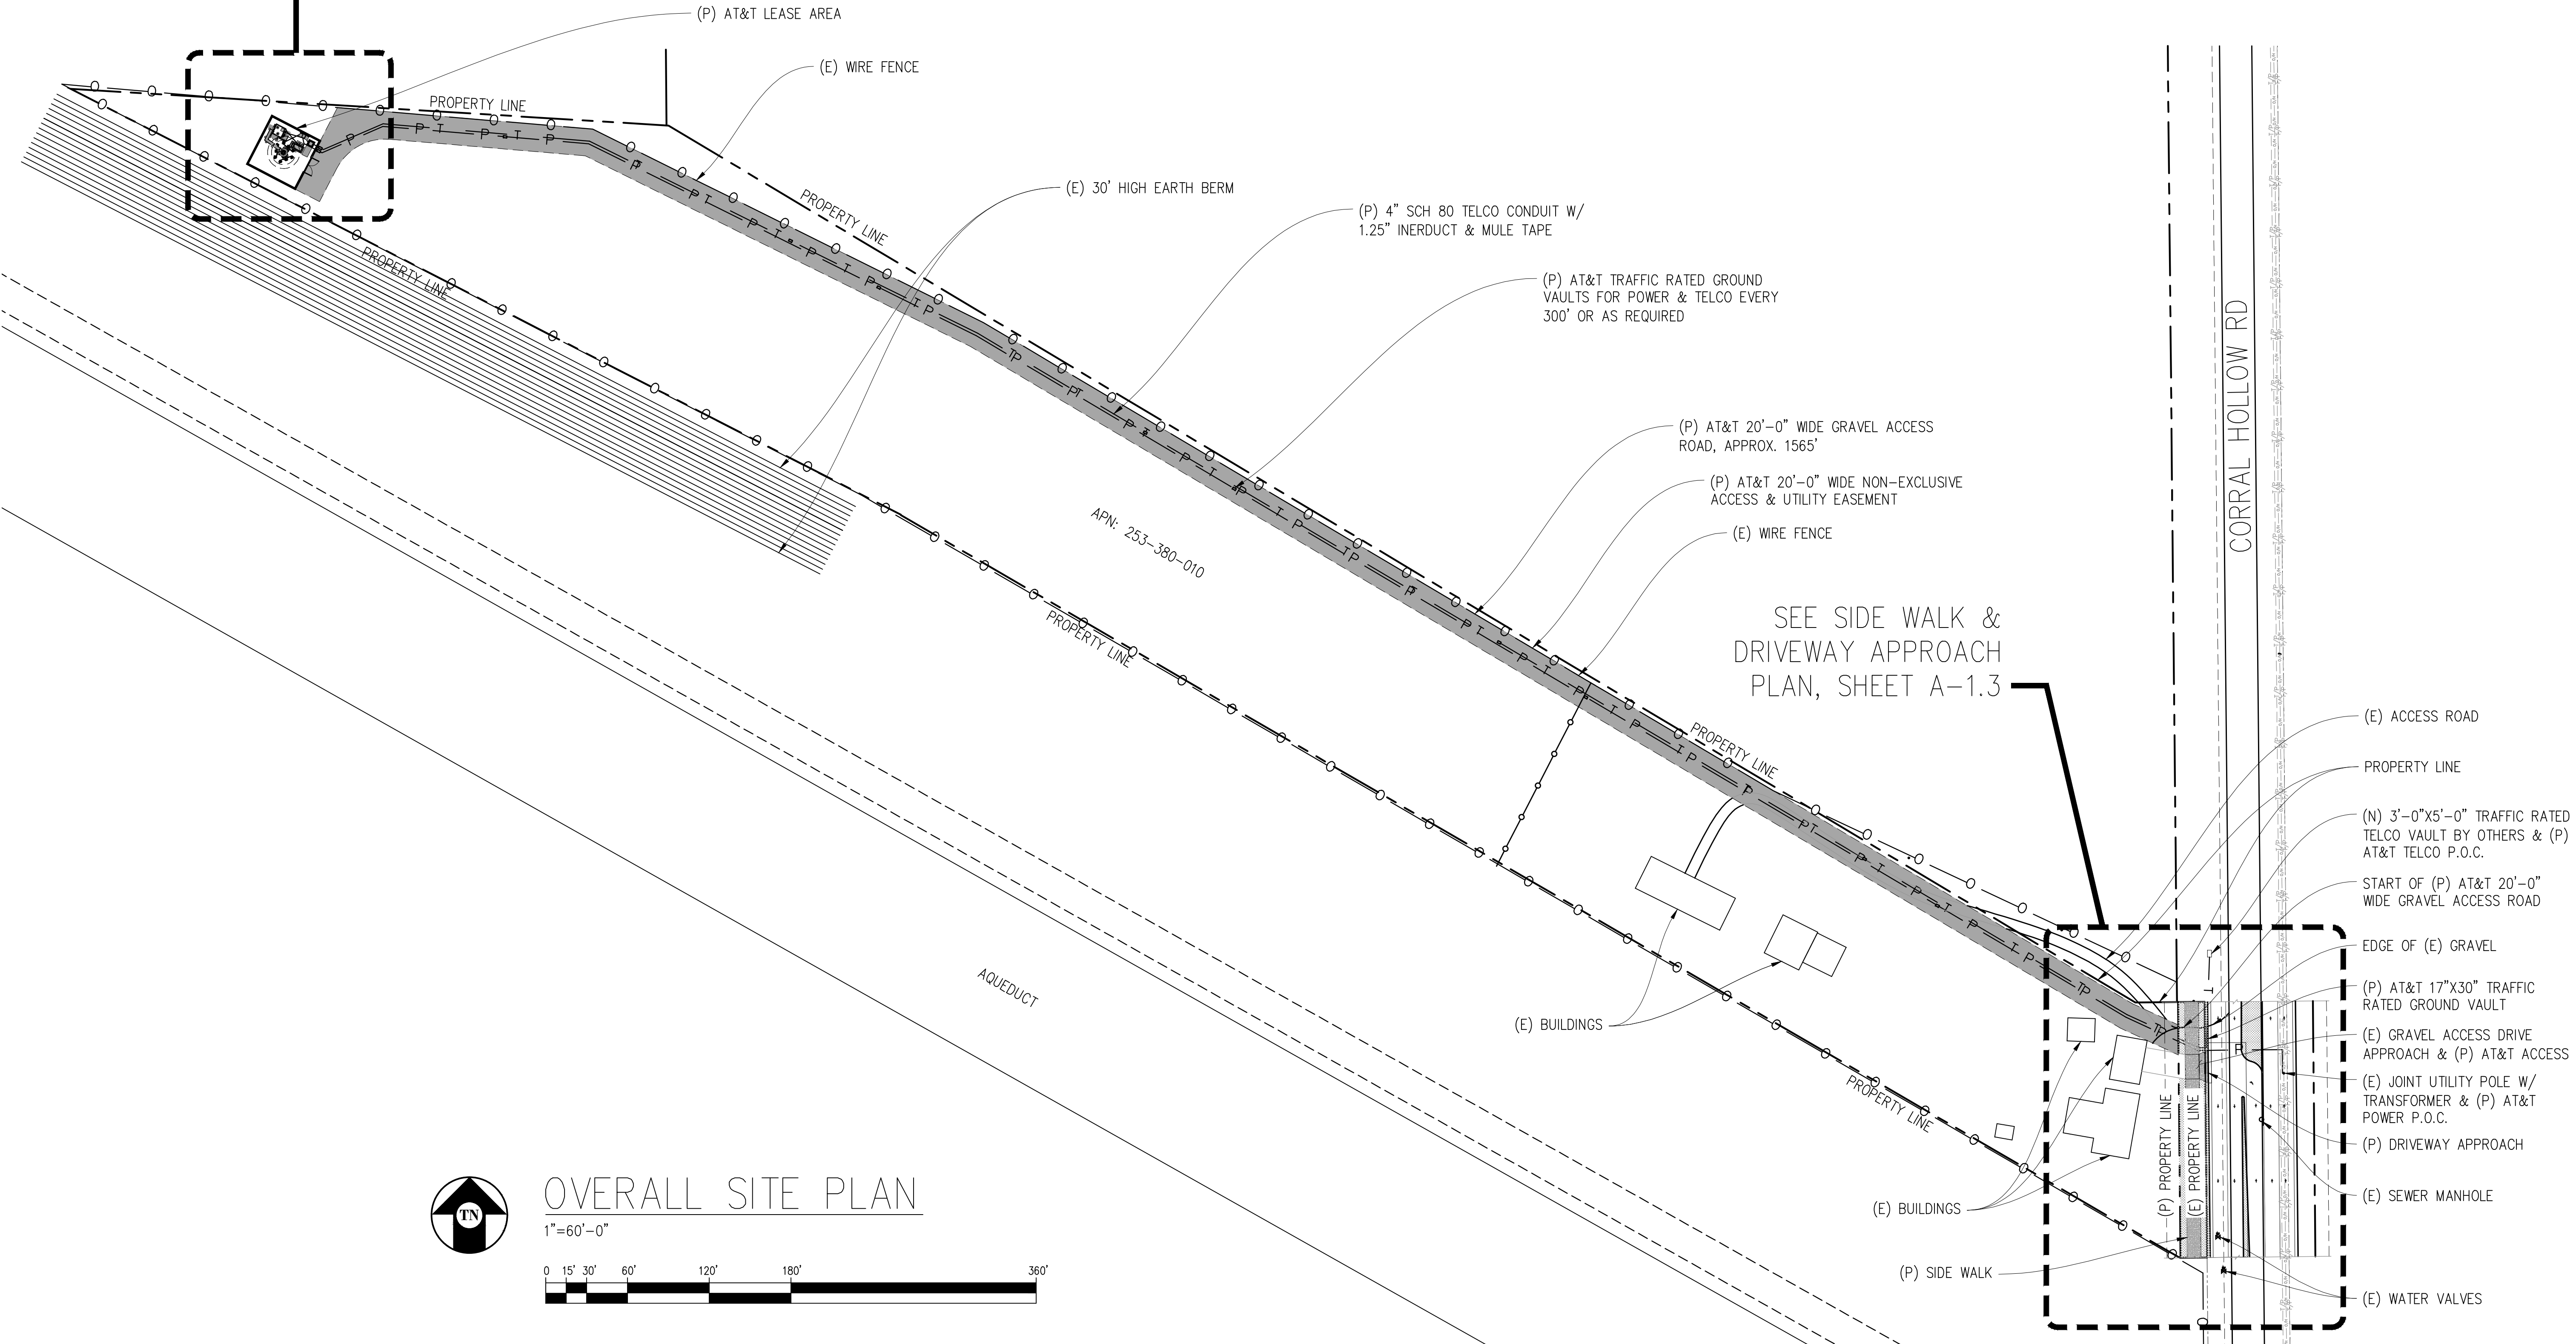 (P) AT&T LEASE AREA
(E) WIRE FENCE
PROPERTY LINE
PROPERTY LINE
(E) 30' HIGH EARTH BERM
(P) 4" SCH 80 TELCO CONDUIT W/
1.25" INERDUCT & MULE TAPE
PROPERTY LINE
(P) AT&T TRAFFIC RATED GROUND
VAULTS FOR POWER & TELCO EVERY
300' OR AS REQUIRED
CORRAL HOLLOW RD
(P) AT&T 20'-0" WIDE GRAVEL ACCESS
ROAD, APPROX. 1565'
(P) AT&T 20'-0" WIDE NON-EXCLUSIVE
ACCESS & UTILITY EASEMENT
(E) WIRE FENCE
APN: 253-380-010
PROPERTY LINE
SEE SIDE WALK &
DRIVEWAY APPROACH
PLAN, SHEET A-1.3
PROPERTY LINE
(E) ACCESS ROAD
PROPERTY LINE
(N) 3'-0"X5'-0" TRAFFIC RATED
TELCO VAULT BY OTHERS & (P)
AT&T TELCO P.O.C.
START OF (P) AT&T 20'-0"
WIDE GRAVEL ACCESS ROAD
EDGE OF (E) GRAVEL
(P) AT&T 17"X30" TRAFFIC
RATED GROUND VAULT
(E) GRAVEL ACCESS DRIVE
APPROACH & (P) AT&T ACCESS
(E) JOINT UTILITY POLE W/
TRANSFORMER & (P) AT&T
POWER P.O.C.
(P) DRIVEWAY APPROACH
(E) SEWER MANHOLE
(E) WATER VALVES
AQUEDUCT
(E) BUILDINGS
PROPERTY LINE
(P) PROPERTY LINE
(E) PROPERTY LINE
(E) BUILDINGS
(P) SIDE WALK
TN
OVERALL SITE PLAN
1"=60'-0"
0 15' 30' 60' 120' 180' 360'